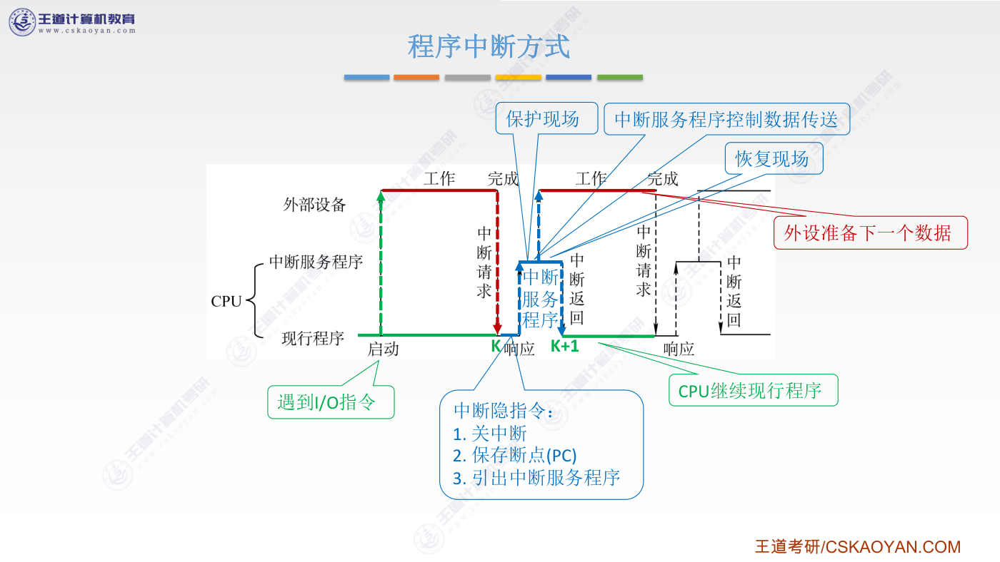 王道计算机教育
www.cskaoyan.com
程序中断方式
保护现场
中断服务程序控制数据传送
恢复现场
工作
完成
工作
完成
外部设备
外设准备下一个数据
中断请求
中断请求
中断服务程序
中断返回
中断返回
中断
服务
程序
CPU
现行程序
启动
K
响应
K+1
响应
遇到I/O指令
CPU继续现行程序
中断隐指令：
1. 关中断
2. 保存断点(PC)
3. 引出中断服务程序
王道考研/CSKAOYAN.COM